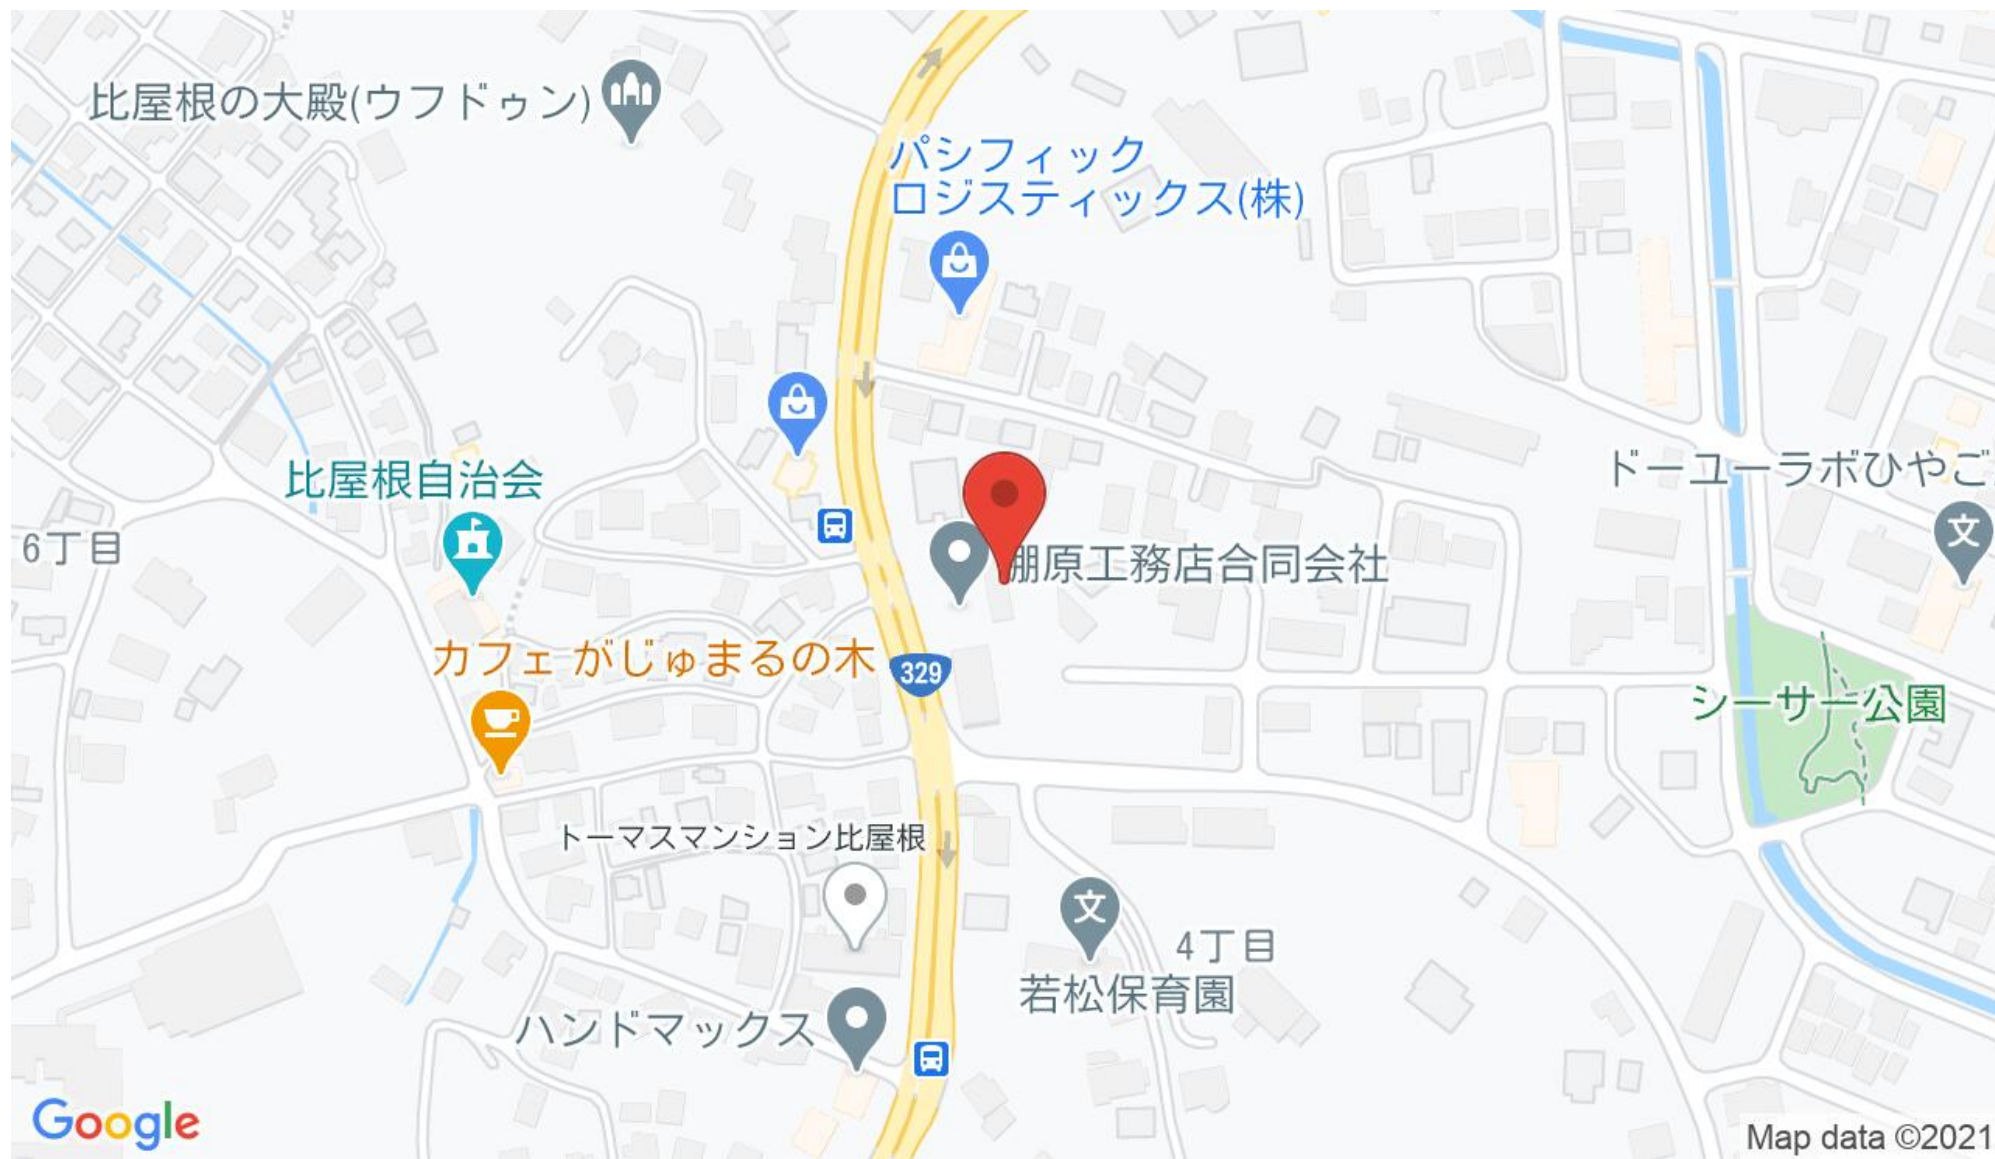 比屋根の大殿(ウフドゥン)
パシフィック
ロジスティックス(株)
ドーユーラボひやご
比屋根自治会
文
6丁目
棚原工務店合同会社
カフェ がじゅまるの木
329
シーサー公園
トーマスマンション比屋根
文
4丁目
若松保育園
ハンドマックス
Google
Map data ©2021